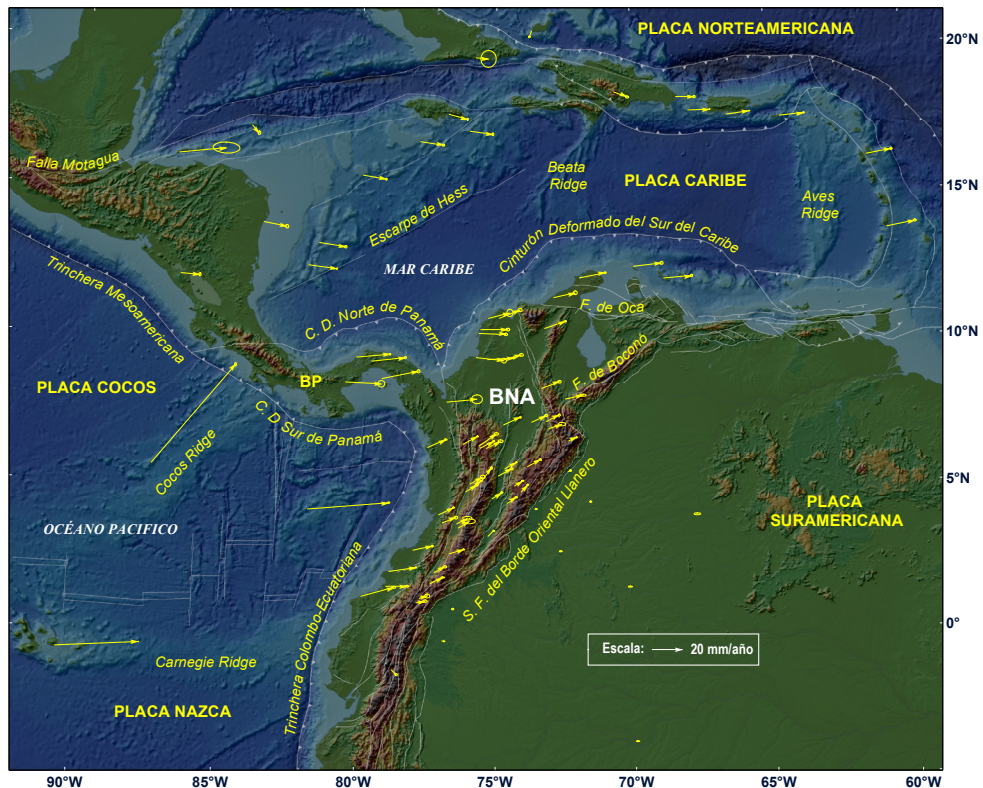 PLACA NORTEAMERICANA
20°N
Falla Motagua
Beata
Ridge
PLACA CARIBE
15°N
Aves
Ridge
Escarpe de Hess
Cinturón Deformado del Sur del Caribe
MAR CARIBE
Trinchera Mesoamericana
C. D. Norte de Panamá
F. de Oca
10°N
PLACA COCOS
BP
F. de Boconó
BNA
C. D Sur de Panamá
Cocos Ridge
5°N
PLACA
SURAMERICANA
OCÉANO PACIFICO
S. F. del Borde Oriental Llanero
Trinchera Colombo-Ecuatoriana
0°
Escala: 20 mm/año
Carnegie Ridge
PLACA NAZCA
90°W 85°W 80°W 75°W 70°W 65°W 60°W